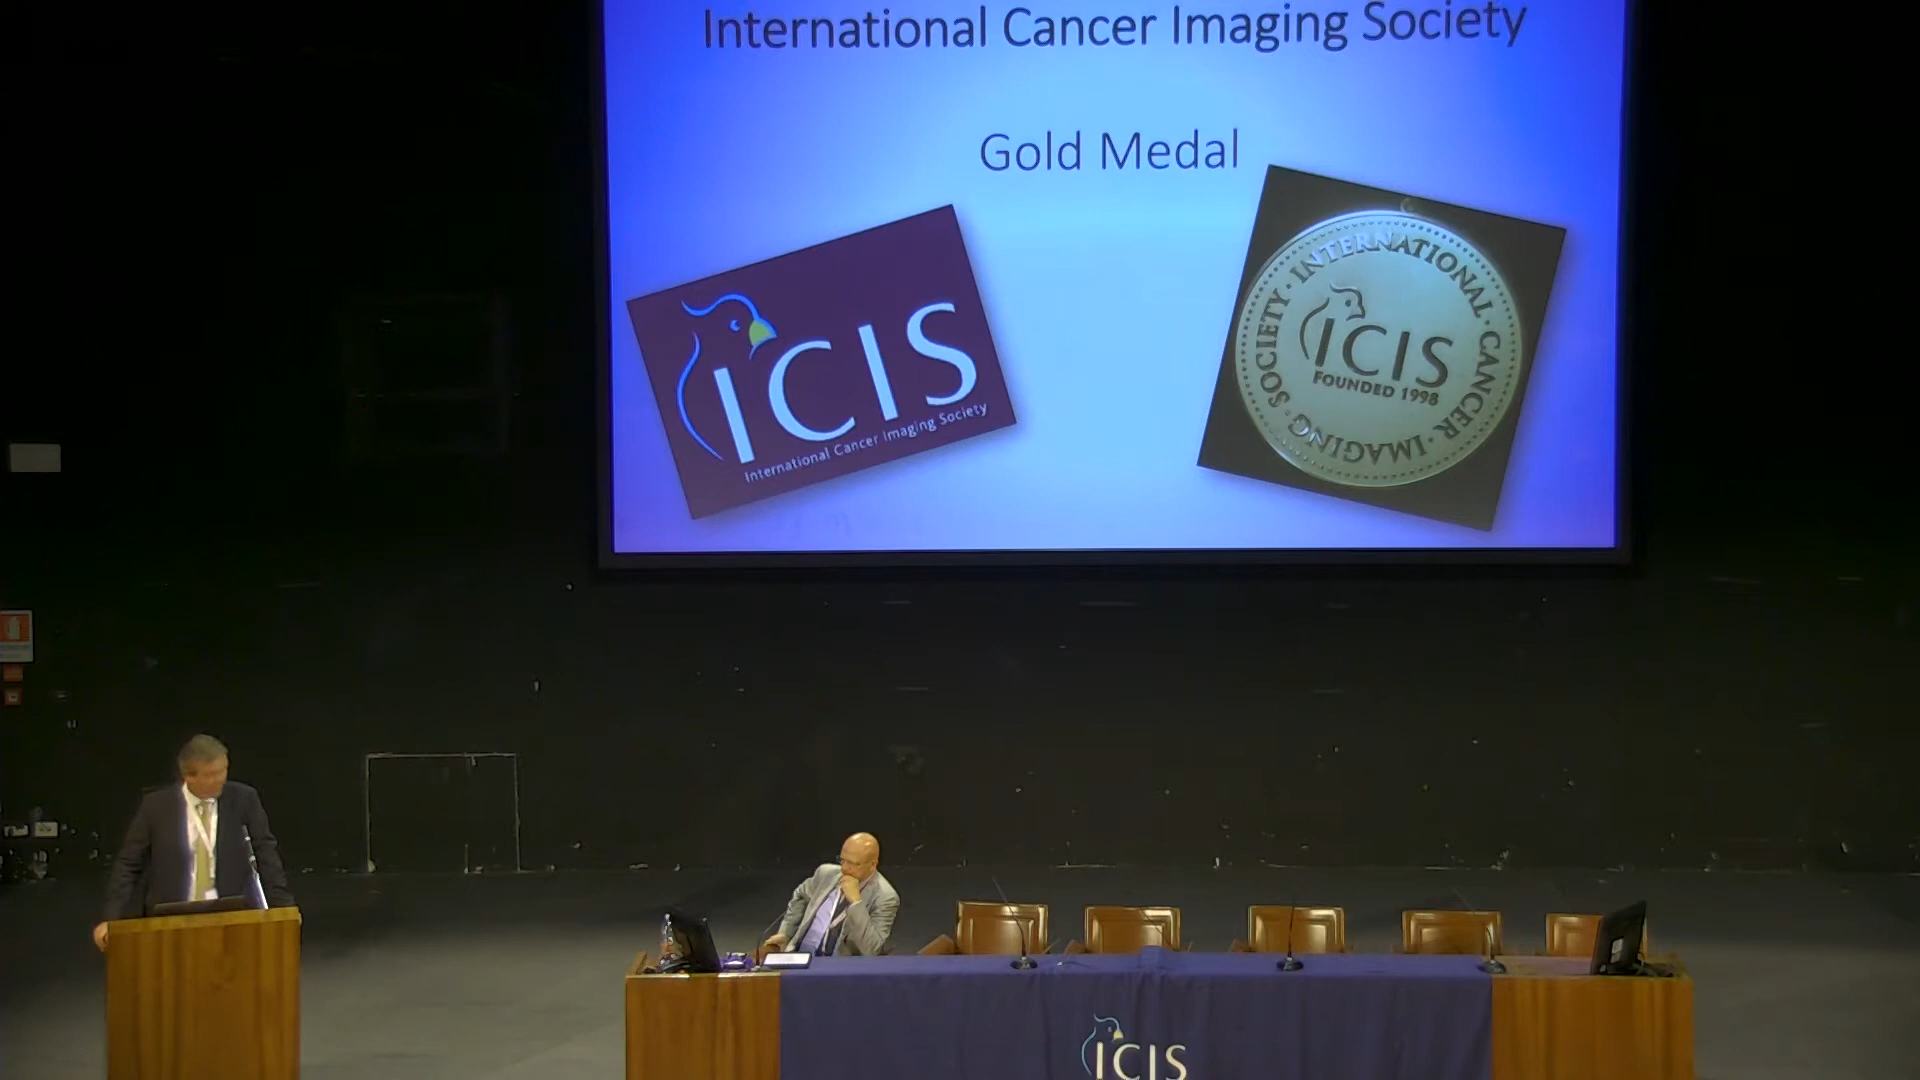 International Cancer Imaging Society
Gold Medal
ICIS
International Cancer Imaging Society
INTERNATIONAL · CANCER · IMAGING · SOCIETY ·
ICIS
FOUNDED 1998
ICIS